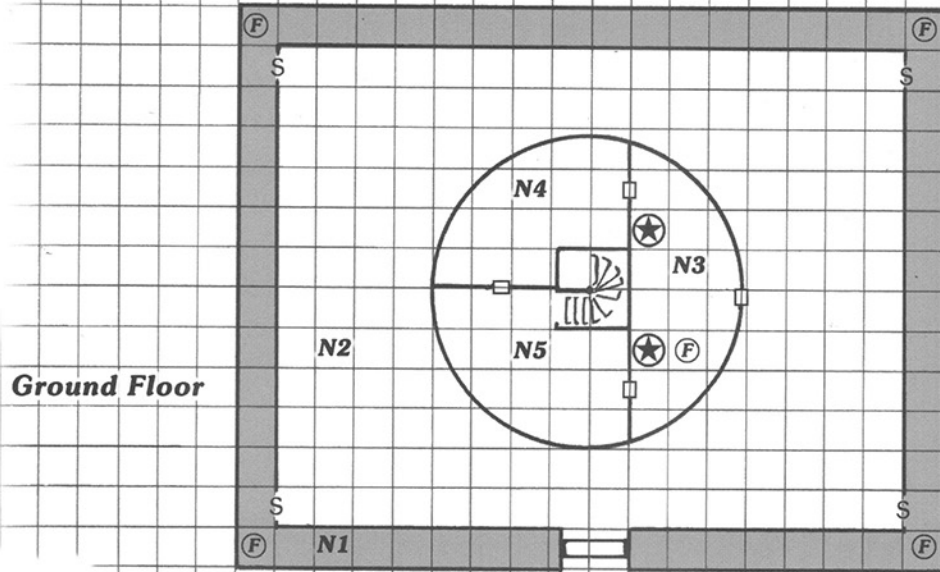 F F
S S
N4
N3
N2 N5 F
Ground Floor
S S
F N1 F